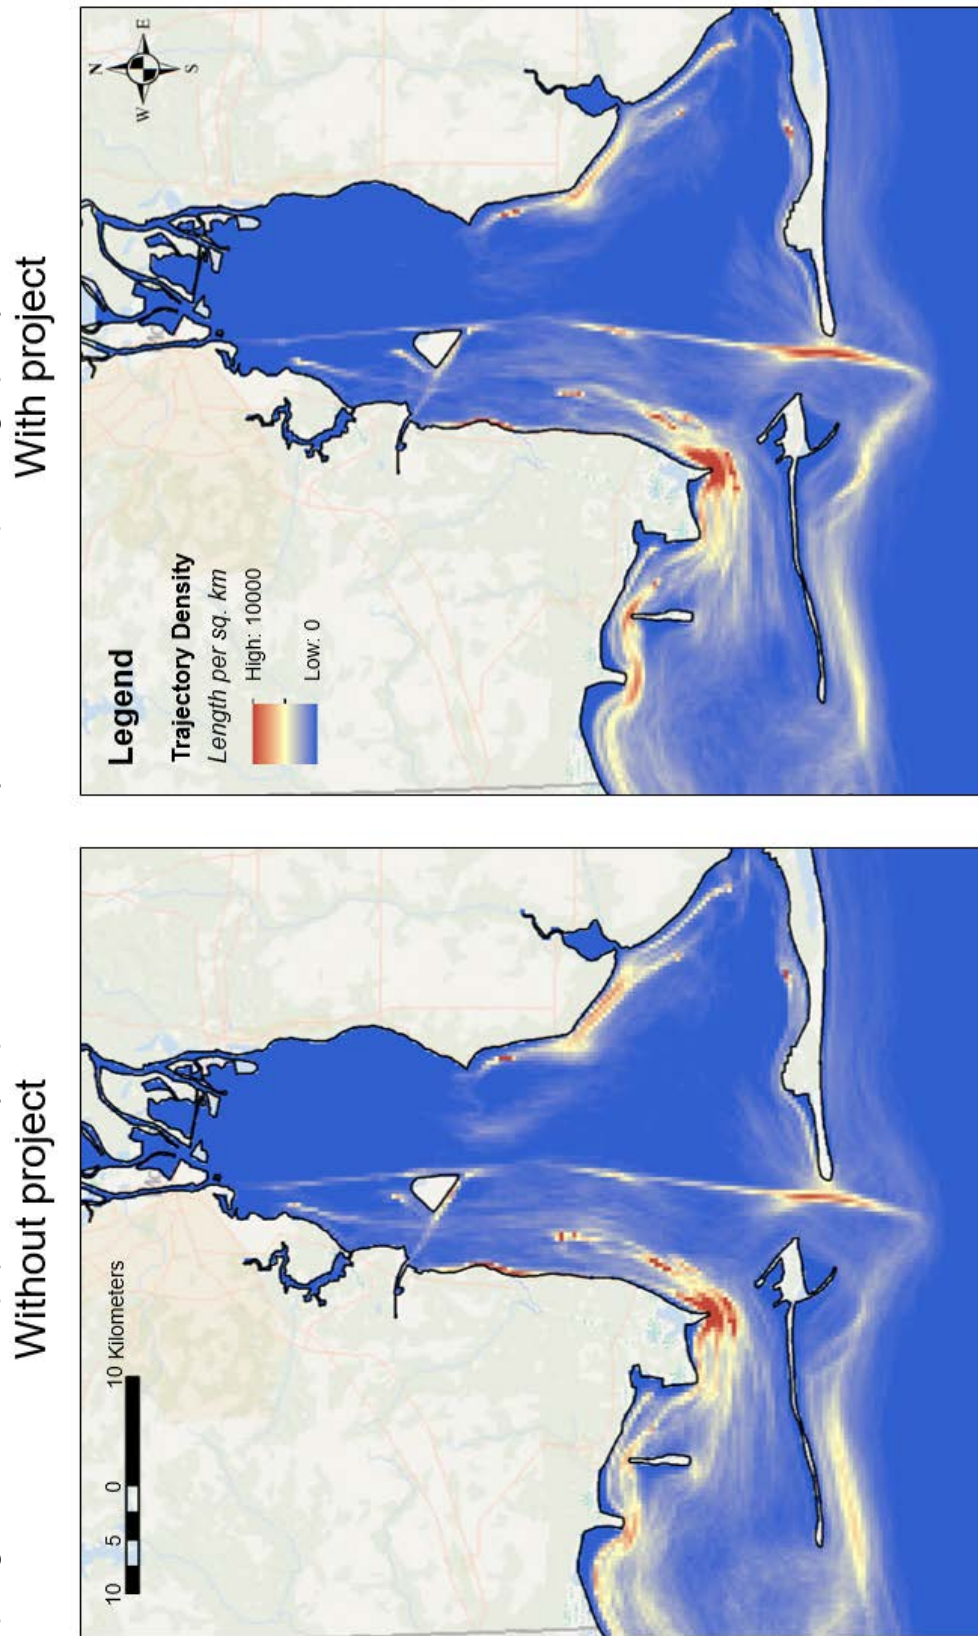 Without project
With project
10 5 0 10 Kilometers
Legend
Trajectory Density
Length per sq. km
High: 10000
Low: 0
N
W
E
S